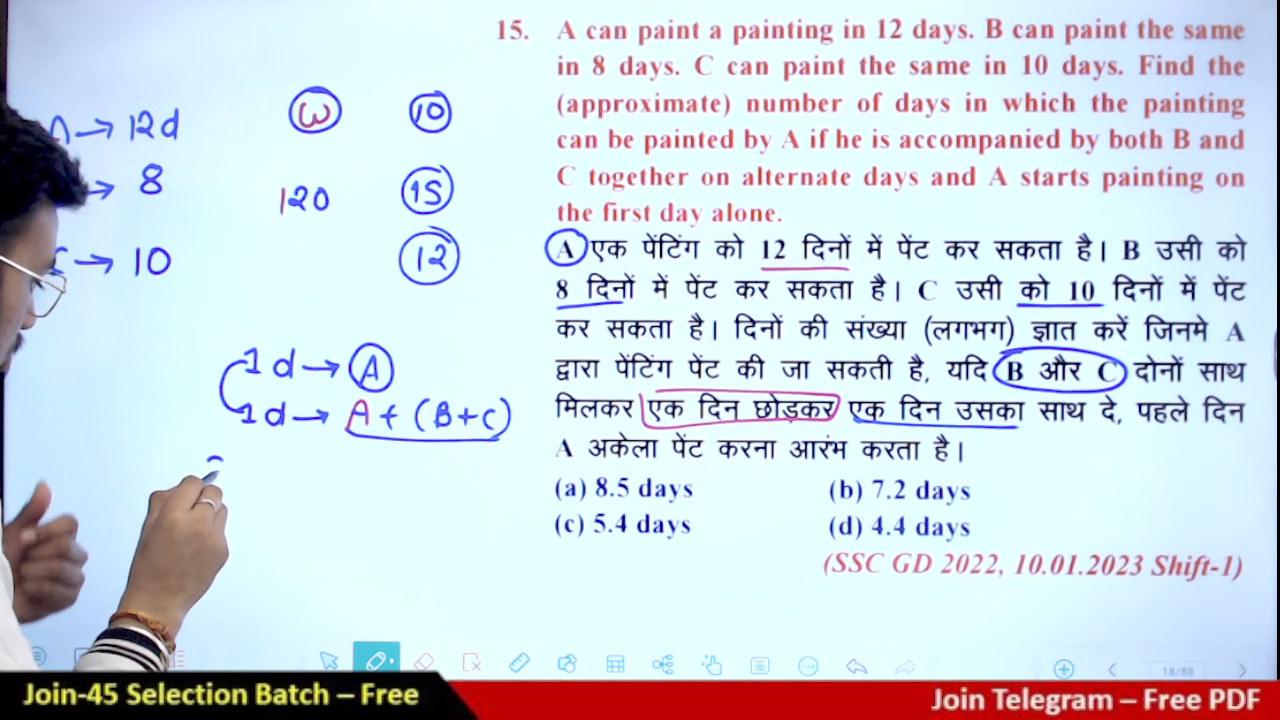 15. A can paint a painting in 12 days. B can paint the same
in 8 days. C can paint the same in 10 days. Find the
(approximate) number of days in which the painting
can be painted by A if he is accompanied by both B and
C together on alternate days and A starts painting on
the first day alone.
A एक पेंटिंग को 12 दिनों में पेंट कर सकता है। B उसी को
8 दिनों में पेंट कर सकता है। C उसी को 10 दिनों में पेंट
कर सकता है। दिनों की संख्या (लगभग) ज्ञात करें जिनमे A
द्वारा पेंटिंग पेंट की जा सकती है, यदि B और C दोनों साथ
मिलकर एक दिन छोड़कर एक दिन उसका साथ दे, पहले दिन
A अकेला पेंट करना आरंभ करता है।
(a) 8.5 days (b) 7.2 days
(c) 5.4 days (d) 4.4 days
(SSC GD 2022, 10.01.2023 Shift-1)
→ 12d
→ 8
→ 10
W
120
10
15
12
1d → A
1d → A + (B+C)
18/88
Join-45 Selection Batch – Free
Join Telegram – Free PDF